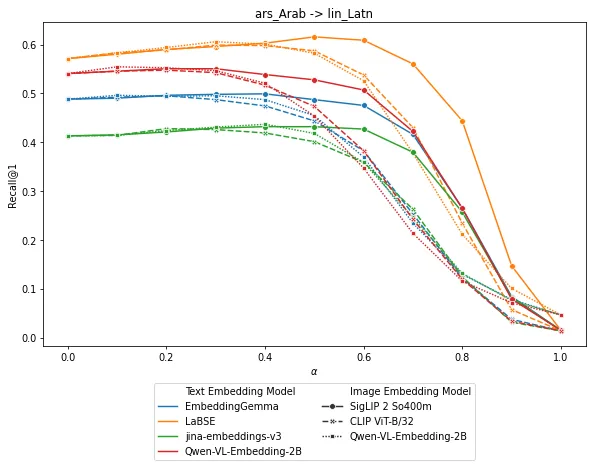 ars_Arab -> lin_Latn
Recall@1
0.6
0.5
0.4
0.3
0.2
0.1
0.0
0.0 0.2 0.4 0.6 0.8 1.0
α
Text Embedding Model Image Embedding Model
EmbeddingGemma SigLIP 2 So400m
LaBSE CLIP ViT-B/32
jina-embeddings-v3 Qwen-VL-Embedding-2B
Qwen-VL-Embedding-2B